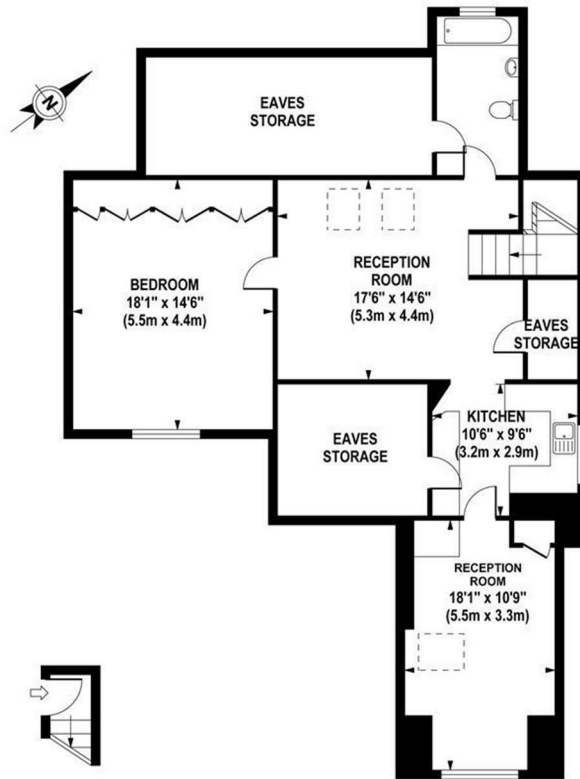 EAVES
STORAGE
N
BEDROOM
18'1" x 14'6"
(5.5m x 4.4m)
RECEPTION
ROOM
17'6" x 14'6"
(5.3m x 4.4m)
EAVES
STORAGE
EAVES
STORAGE
KITCHEN
10'6" x 9'6"
(3.2m x 2.9m)
RECEPTION
ROOM
18'1" x 10'9"
(5.5m x 3.3m)